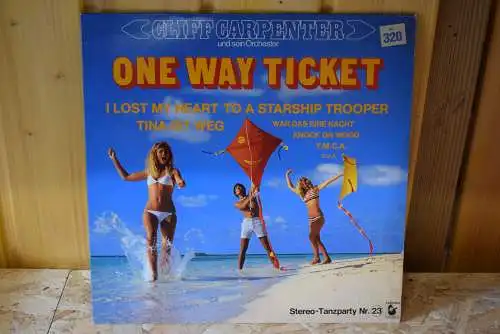 CLIFF CARPENTER
und sein Orchester
320
ONE WAY TICKET
I LOST MY HEART TO A STARSHIP TROOPER
TINA IST WEG
WAR DAS EINE NACHT
KNOCK ON WOOD
Y.M.C.A.
Stereo-Tanzparty Nr. 23